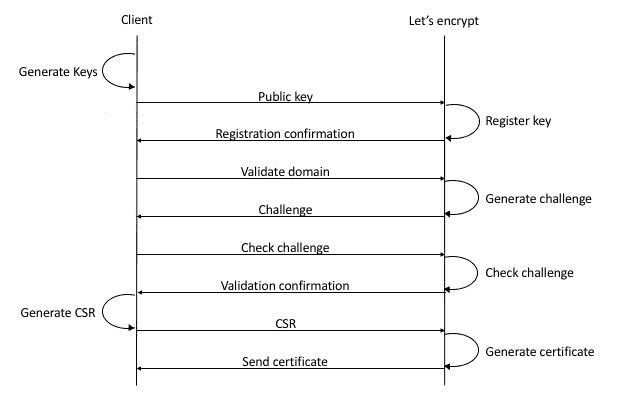 Client
Let's encrypt
Generate Keys
Public key
Register key
Registration confirmation
Validate domain
Generate challenge
Challenge
Check challenge
Check challenge
Validation confirmation
Generate CSR
CSR
Generate certificate
Send certificate